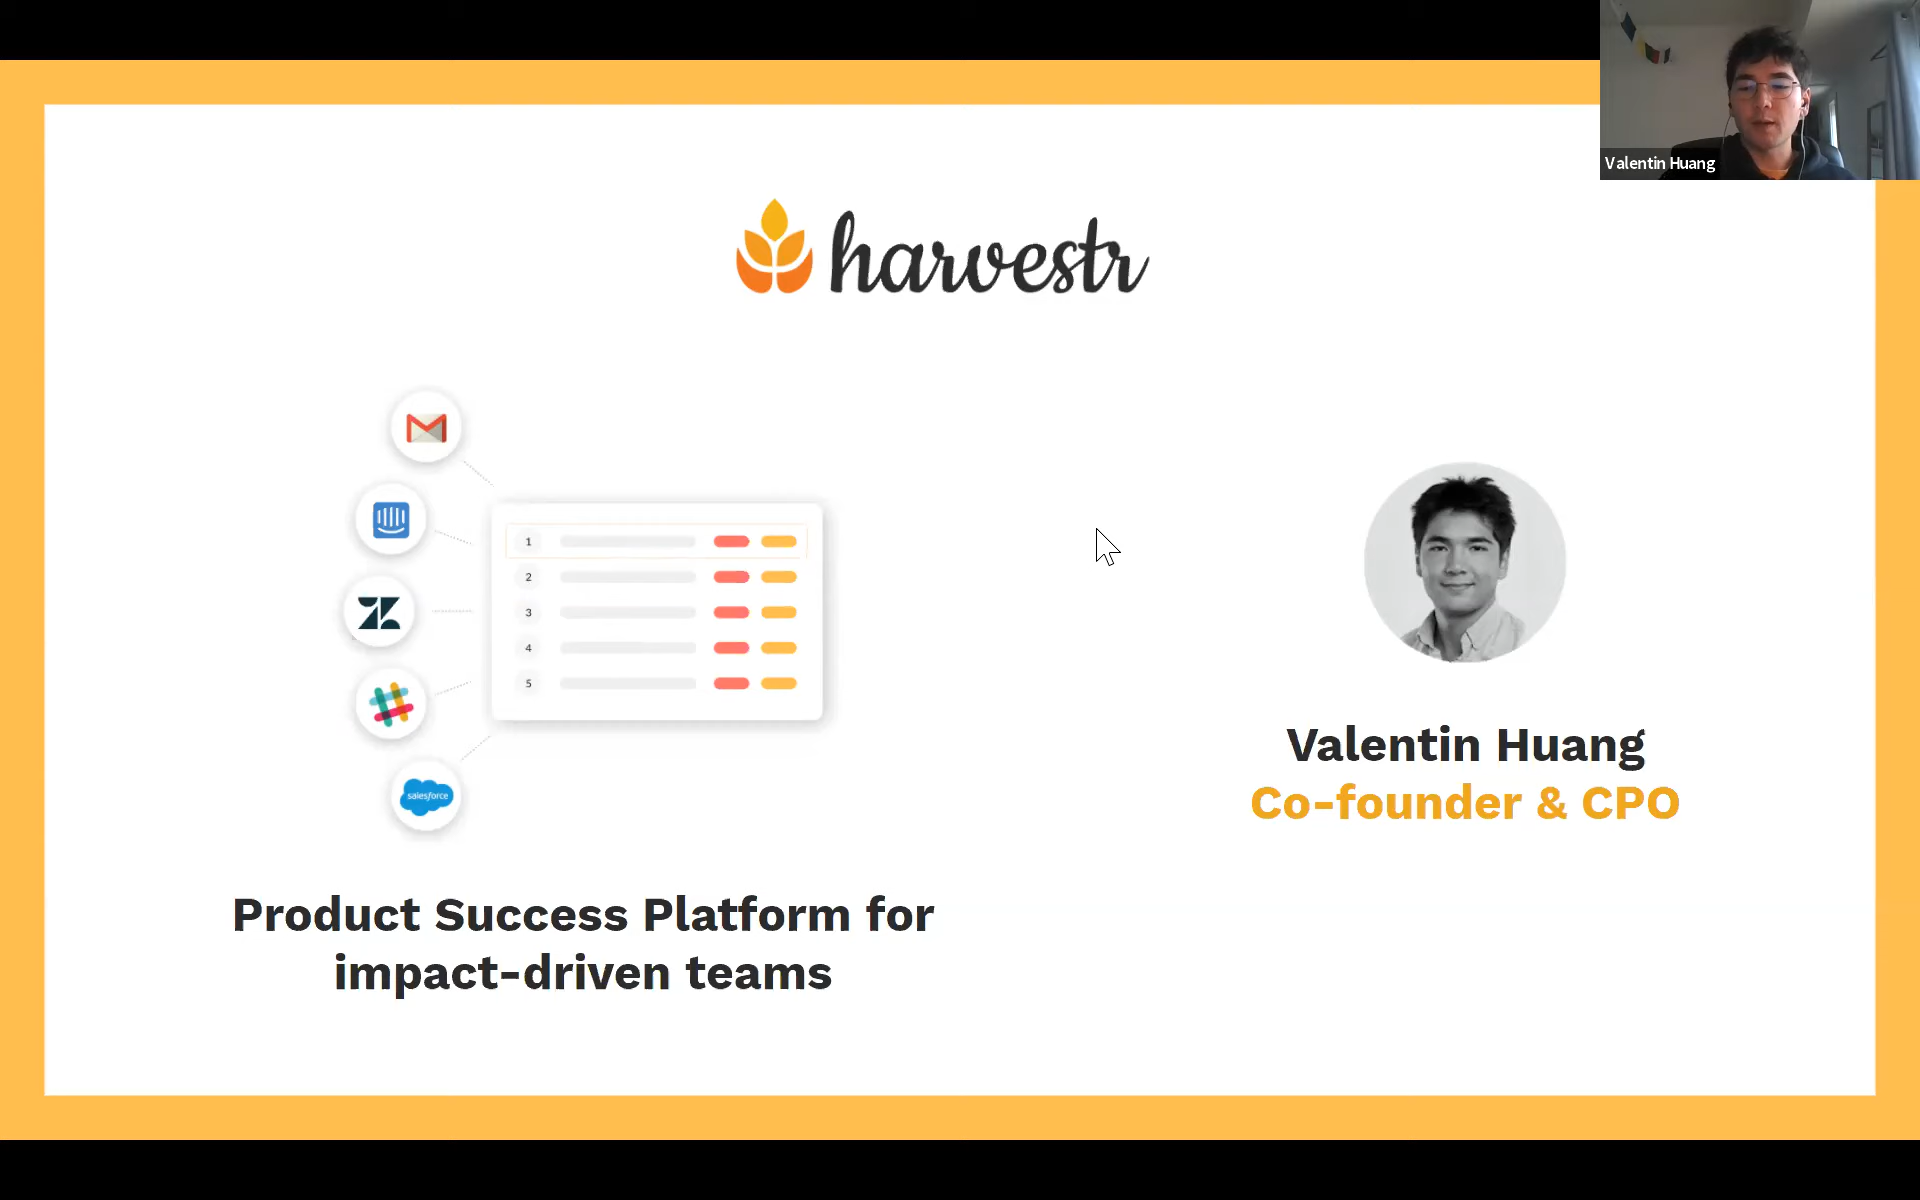 Valentin Huang
harvestr
1
2
3
4
5
salesforce
Valentin Huang
Co-founder & CPO
Product Success Platform for
impact-driven teams